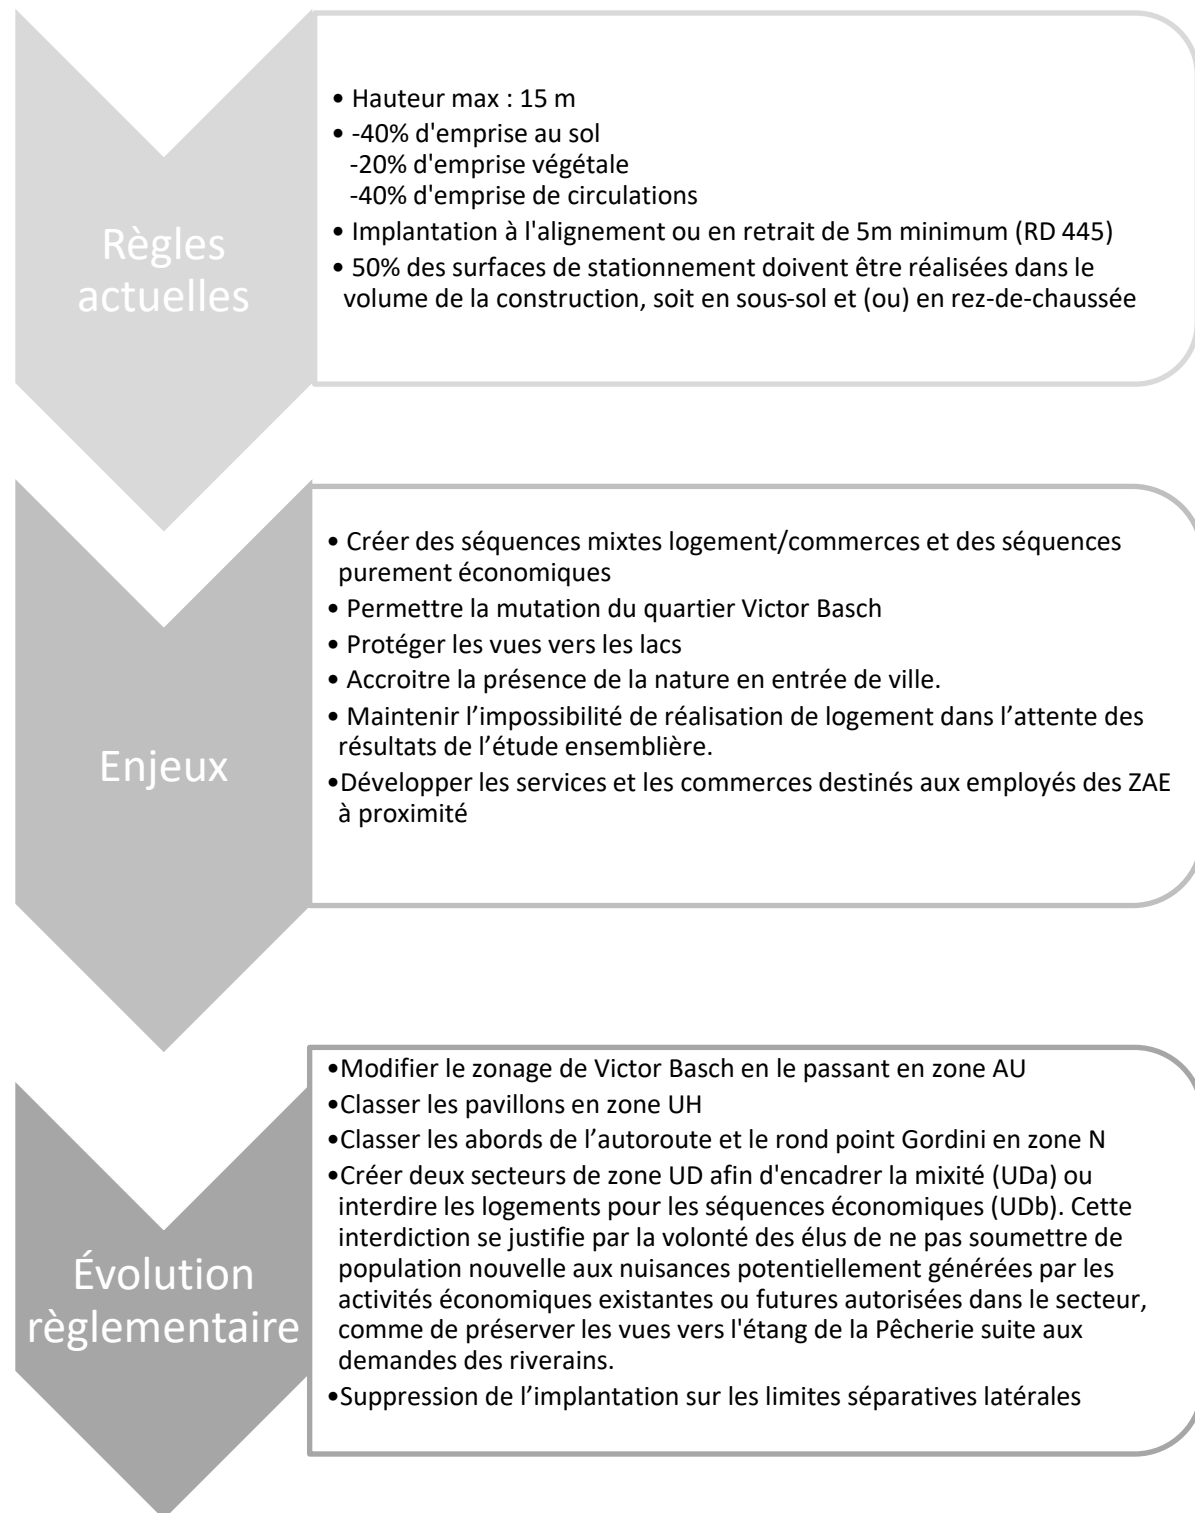 Règles
actuelles
• Hauteur max : 15 m
• -40% d'emprise au sol
-20% d'emprise végétale
-40% d'emprise de circulations
• Implantation à l'alignement ou en retrait de 5m minimum (RD 445)
• 50% des surfaces de stationnement doivent être réalisées dans le
volume de la construction, soit en sous-sol et (ou) en rez-de-chaussée
Enjeux
• Créer des séquences mixtes logement/commerces et des séquences
purement économiques
• Permettre la mutation du quartier Victor Basch
• Protéger les vues vers les lacs
• Accroitre la présence de la nature en entrée de ville.
• Maintenir l’impossibilité de réalisation de logement dans l’attente des
résultats de l’étude ensemblière.
•Développer les services et les commerces destinés aux employés des ZAE
à proximité
Évolution
règlementaire
•Modifier le zonage de Victor Basch en le passant en zone AU
•Classer les pavillons en zone UH
•Classer les abords de l’autoroute et le rond point Gordini en zone N
•Créer deux secteurs de zone UD afin d'encadrer la mixité (UDa) ou
interdire les logements pour les séquences économiques (UDb). Cette
interdiction se justifie par la volonté des élus de ne pas soumettre de
population nouvelle aux nuisances potentiellement générées par les
activités économiques existantes ou futures autorisées dans le secteur,
comme de préserver les vues vers l'étang de la Pêcherie suite aux
demandes des riverains.
•Suppression de l’implantation sur les limites séparatives latérales